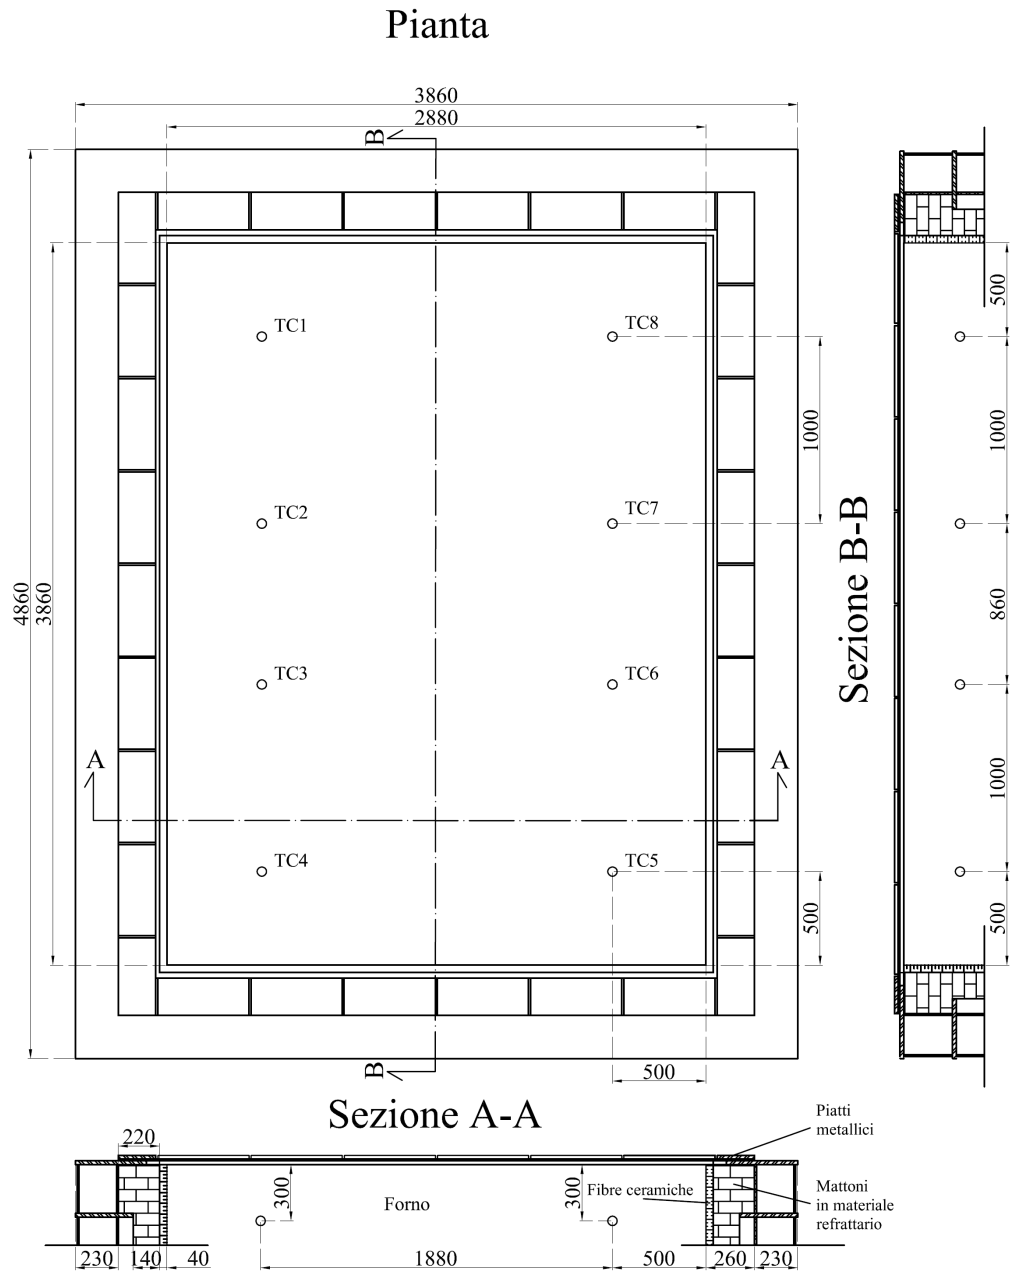 Pianta
3860
2880
B
TC1
TC8
500
1000
1000
TC2
TC7
Sezione B-B
4860
3860
860
TC3
TC6
A
A
1000
TC4
TC5
500
500
B
500
Sezione A-A
Piatti
metallici
220
300
Forno
300
Fibre ceramiche
Mattoni
in materiale
refrattario
230
140
40
1880
500
260
230